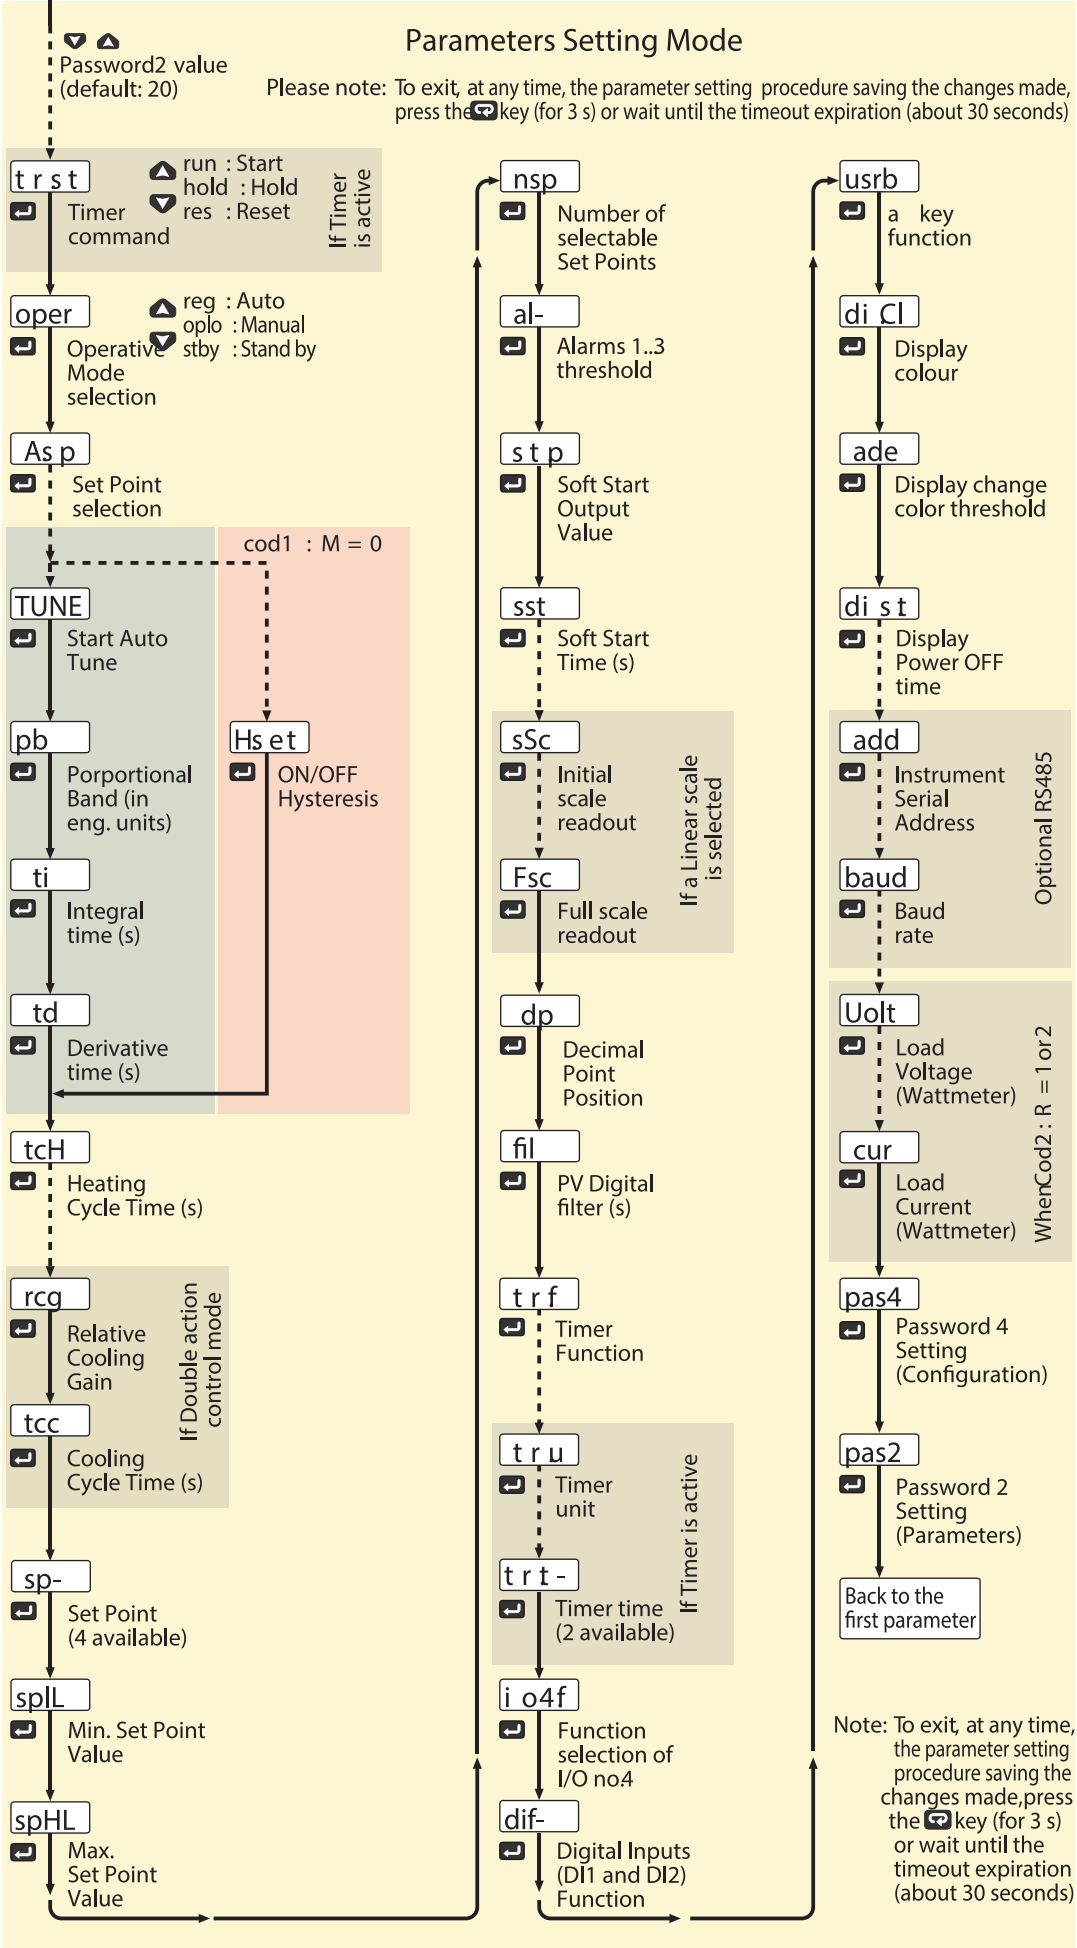 Parameters Setting Mode
Password2 value
(default: 20)
Please note: To exit, at any time, the parameter setting procedure saving the changes made,
press the key (for 3 s) or wait until the timeout expiration (about 30 seconds)
trst
run : Start
hold : Hold
res : Reset
Timer
command
If Timer
is active
oper
reg : Auto
oplo : Manual
stby : Stand by
Operative
Mode
selection
Asp
Set Point
selection
cod1 : M = 0
TUNE
Start Auto
Tune
pb
Porportional
Band (in
eng. units)
Hset
ON/OFF
Hysteresis
ti
Integral
time (s)
td
Derivative
time (s)
tcH
Heating
Cycle Time (s)
rcg
Relative
Cooling
Gain
If Double action
control mode
tcc
Cooling
Cycle Time (s)
sp-
Set Point
(4 available)
splL
Min. Set Point
Value
spHL
Max.
Set Point
Value
nsp
Number of
selectable
Set Points
al-
Alarms 1..3
threshold
stp
Soft Start
Output
Value
sst
Soft Start
Time (s)
sSc
Initial
scale
readout
If a Linear scale
is selected
Fsc
Full scale
readout
dp
Decimal
Point
Position
fil
PV Digital
filter (s)
trf
Timer
Function
tru
Timer
unit
If Timer is active
trt-
Timer time
(2 available)
i o4f
Function
selection of
I/O no4
dif-
Digital Inputs
(DI1 and DI2)
Function
usrb
a key
function
di.Cl
Display
colour
ade
Display change
color threshold
di st
Display
Power OFF
time
add
Instrument
Serial
Address
Optional RS485
baud
Baud
rate
Uolt
Load
Voltage
(Wattmeter)
When Cod2 : R = 1 or 2
cur
Load
Current
(Wattmeter)
pas4
Password 4
Setting
(Configuration)
pas2
Password 2
Setting
(Parameters)
Back to the
first parameter
Note: To exit, at any time,
the parameter setting
procedure saving the
changes made,press
the key (for 3 s)
or wait until the
timeout expiration
(about 30 seconds)